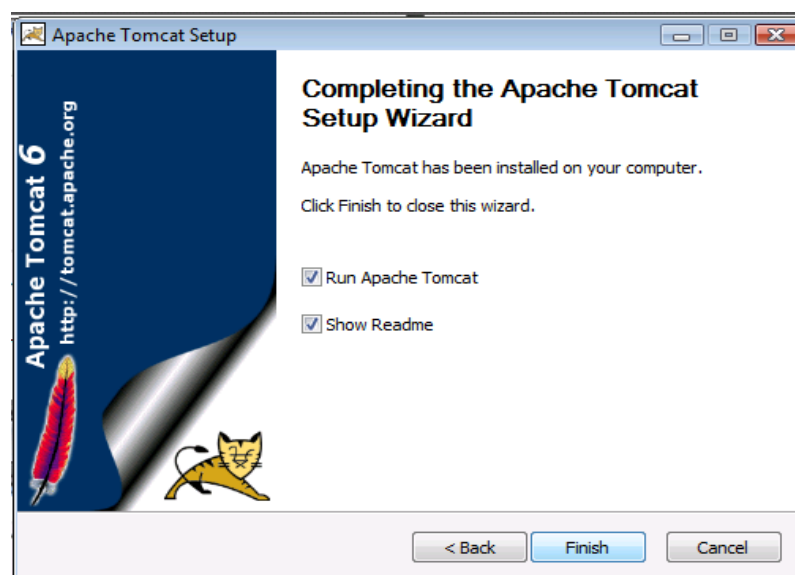 Apache Tomcat Setup
Completing the Apache Tomcat
Setup Wizard
Apache Tomcat has been installed on your computer.
Click Finish to close this wizard.
Run Apache Tomcat
Show Readme
Apache Tomcat 6
http://tomcat.apache.org
< Back
Finish
Cancel